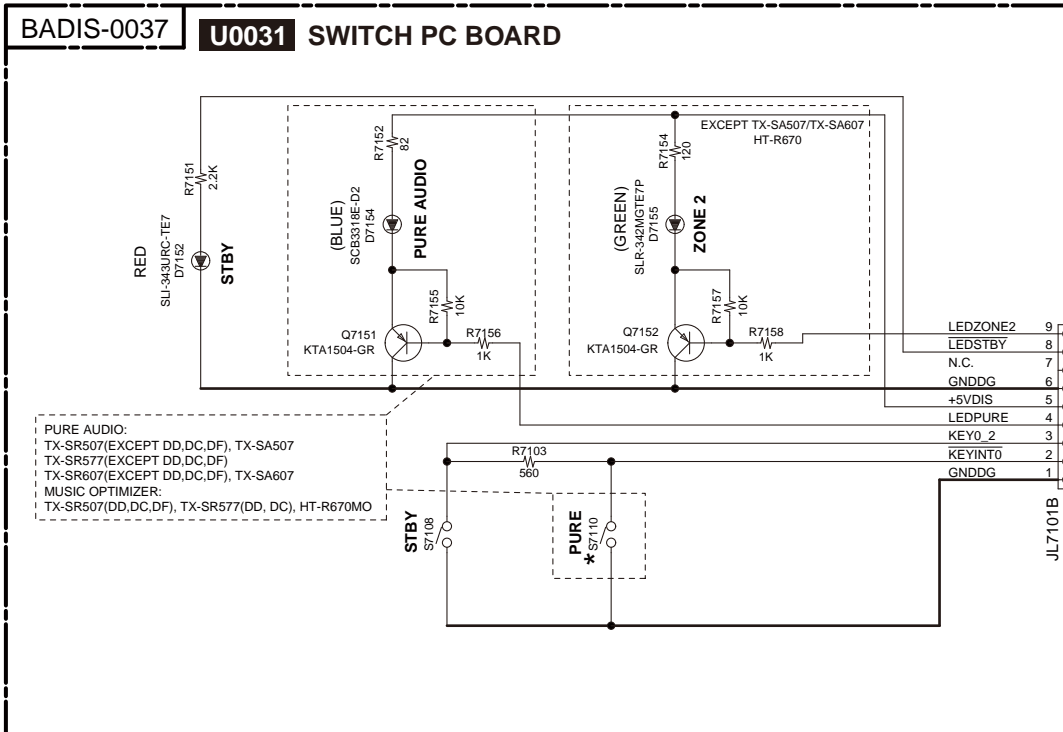 BADIS-0037
U0031 SWITCH PC BOARD
R7151
2.2K
RED
SLI-343URC-TE7
D7152
STBY
R7152
82
(BLUE)
SCB3318E-D2
D7154
PURE AUDIO
R7155
10K
Q7151
KTA1504-GR
R7156
1K
EXCEPT TX-SA507/TX-SA607
HT-R670
R7154
120
(GREEN)
SLR-342MGTE7P
D7155
ZONE 2
R7157
10K
Q7152
KTA1504-GR
R7158
1K
LEDZONE2 9
LEDSTBY 8
N.C. 7
GNDDG 6
+5VDIS 5
LEDPURE 4
KEY0_2 3
KEYINT0 2
GNDDG 1
JL7101B
PURE AUDIO:
TX-SR507(EXCEPT DD,DC,DF), TX-SA507
TX-SR577(EXCEPT DD,DC,DF)
TX-SR607(EXCEPT DD,DC,DF), TX-SA607
MUSIC OPTIMIZER:
TX-SR507(DD,DC,DF), TX-SR577(DD, DC), HT-R670MO
R7103
560
STBY
S7108
PURE
* S7110